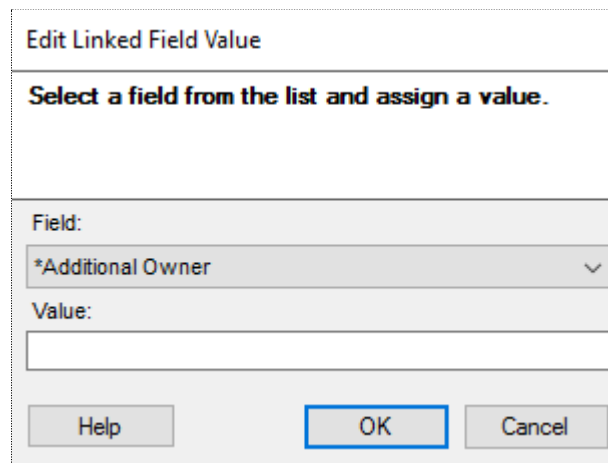 Edit Linked Field Value
Select a field from the list and assign a value.
Field:
*Additional Owner
Value:
Help OK Cancel